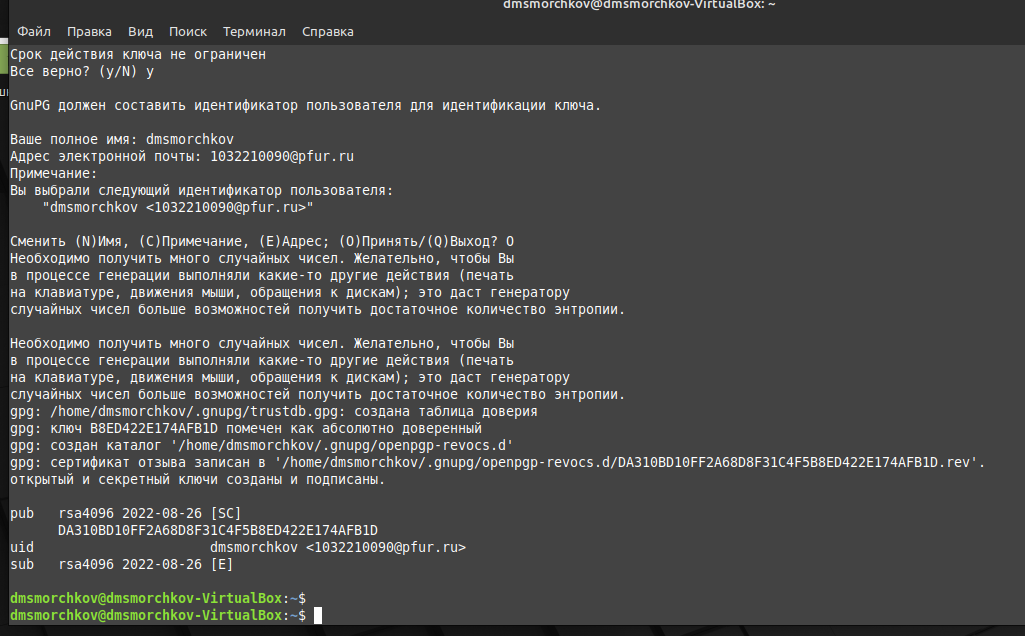 dmsmorchkov@dmsmorchkov-VirtualBox: ~
Файл Правка Вид Поиск Терминал Справка
Срок действия ключа не ограничен
Все верно? (y/N) y
GnuPG должен составить идентификатор пользователя для идентификации ключа.
Ваше полное имя: dmsmorchkov
Адрес электронной почты: 1032210090@pfur.ru
Примечание:
Вы выбрали следующий идентификатор пользователя:
"dmsmorchkov <1032210090@pfur.ru>"
Сменить (N)Имя, (C)Примечание, (E)Адрес; (O)Принять/(Q)Выход? O
Необходимо получить много случайных чисел. Желательно, чтобы Вы
в процессе генерации выполняли какие-то другие действия (печать
на клавиатуре, движения мыши, обращения к дискам); это даст генератору
случайных чисел больше возможностей получить достаточное количество энтропии.
Необходимо получить много случайных чисел. Желательно, чтобы Вы
в процессе генерации выполняли какие-то другие действия (печать
на клавиатуре, движения мыши, обращения к дискам); это даст генератору
случайных чисел больше возможностей получить достаточное количество энтропии.
gpg: /home/dmsmorchkov/.gnupg/trustdb.gpg: создана таблица доверия
gpg: ключ B8ED422E174AFB1D помечен как абсолютно доверенный
gpg: создан каталог '/home/dmsmorchkov/.gnupg/openpgp-revocs.d'
gpg: сертификат отзыва записан в '/home/dmsmorchkov/.gnupg/openpgp-revocs.d/DA310BD10FF2A68D8F31C4F5B8ED422E174AFB1D.rev'.
открытый и секретный ключи созданы и подписаны.
pub rsa4096 2022-08-26 [SC]
DA310BD10FF2A68D8F31C4F5B8ED422E174AFB1D
uid dmsmorchkov <1032210090@pfur.ru>
sub rsa4096 2022-08-26 [E]
dmsmorchkov@dmsmorchkov-VirtualBox:~$
dmsmorchkov@dmsmorchkov-VirtualBox:~$